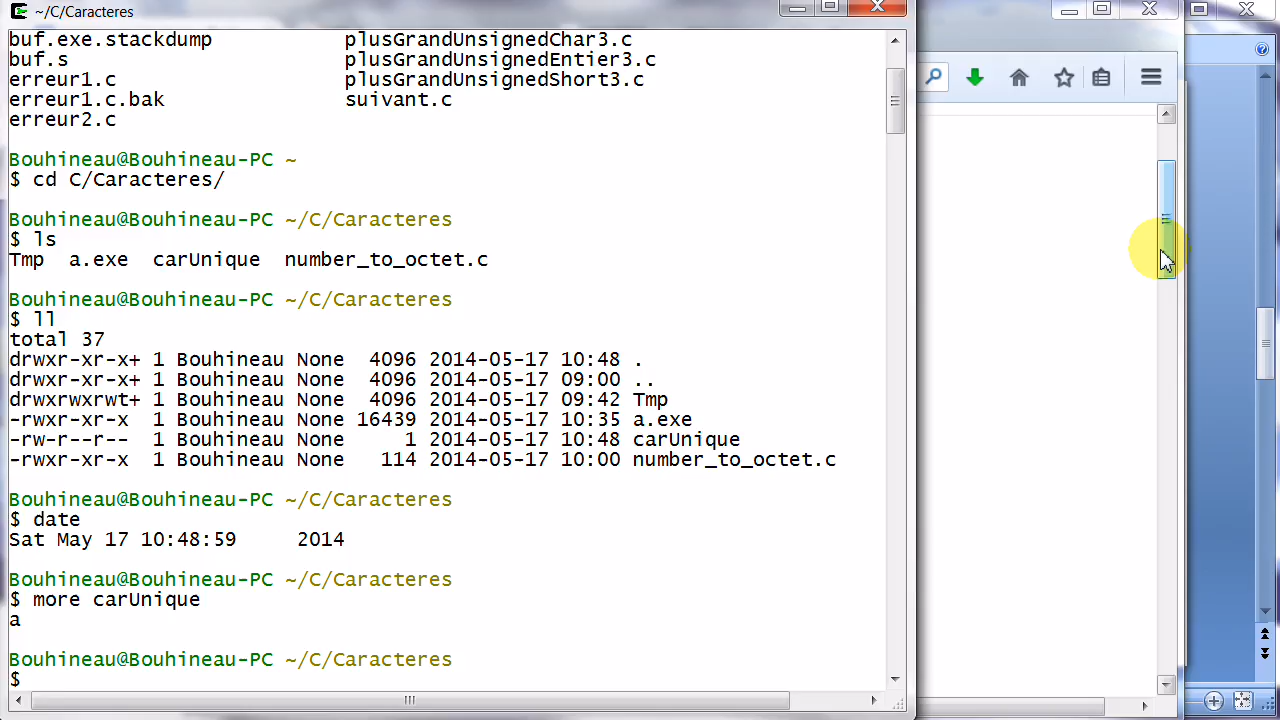 ~/C/Caracteres
buf.exe.stackdump plusGrandUnsignedChar3.c
buf.s plusGrandUnsignedEntier3.c
erreur1.c plusGrandUnsignedShort3.c
erreur1.c.bak suivant.c
erreur2.c
Bouhineau@Bouhineau-PC ~
$ cd C/Caracteres/
Bouhineau@Bouhineau-PC ~/C/Caracteres
$ ls
Tmp a.exe carUnique number_to_octet.c
Bouhineau@Bouhineau-PC ~/C/Caracteres
$ ll
total 37
drwxr-xr-x+ 1 Bouhineau None 4096 2014-05-17 10:48 .
drwxr-xr-x+ 1 Bouhineau None 4096 2014-05-17 09:00 ..
drwxrwxrwt+ 1 Bouhineau None 4096 2014-05-17 09:42 Tmp
-rwxr-xr-x 1 Bouhineau None 16439 2014-05-17 10:35 a.exe
-rw-r--r-- 1 Bouhineau None 1 2014-05-17 10:48 carUnique
-rwxr-xr-x 1 Bouhineau None 114 2014-05-17 10:00 number_to_octet.c
Bouhineau@Bouhineau-PC ~/C/Caracteres
$ date
Sat May 17 10:48:59 2014
Bouhineau@Bouhineau-PC ~/C/Caracteres
$ more carUnique
a
Bouhineau@Bouhineau-PC ~/C/Caracteres
$